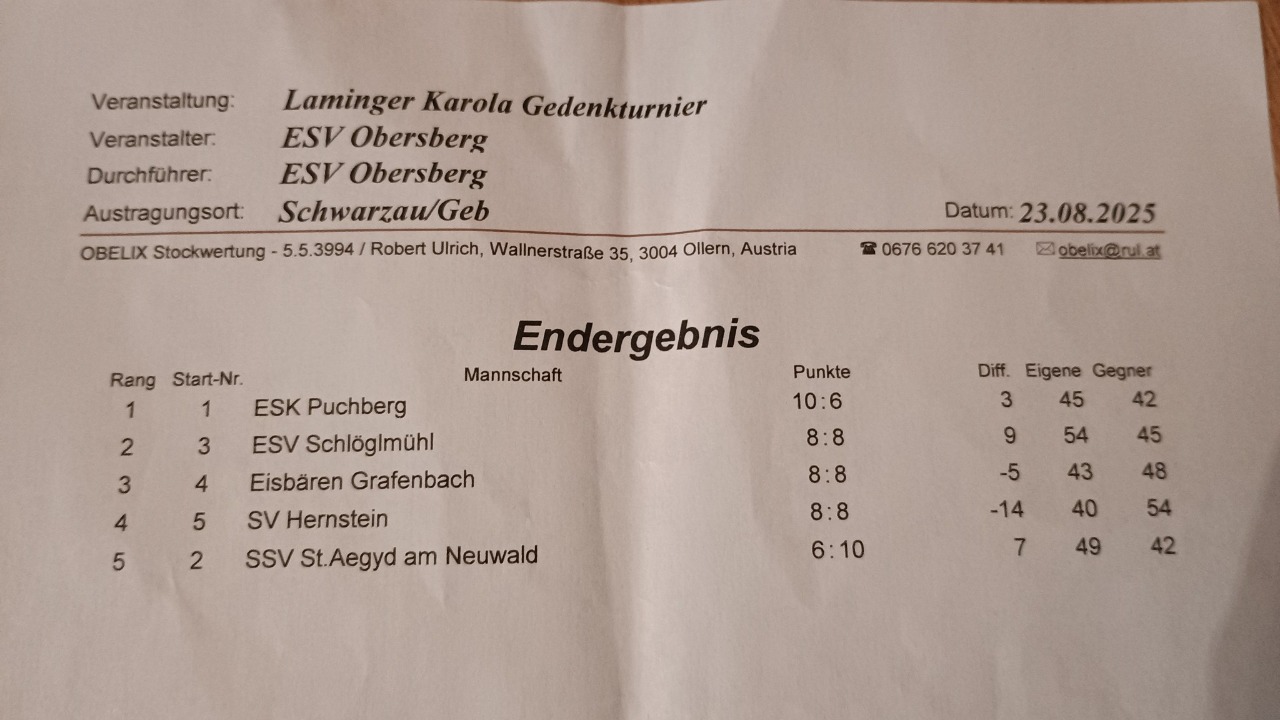 Veranstaltung: Laminger Karola Gedenkturnier
Veranstalter: ESV Obersberg
Durchführer: ESV Obersberg
Austragungsort: Schwarzau/Geb Datum: 23.08.2025
OBELIX Stockwertung - 5.5.3994 / Robert Ulrich, Wallnerstraße 35, 3004 Ollern, Austria ☎ 0676 620 37 41 ✉ obelix@rul.at
Endergebnis
Rang Start-Nr. Mannschaft Punkte Diff. Eigene Gegner
1 1 ESK Puchberg 10:6 3 45 42
2 3 ESV Schlöglmühl 8:8 9 54 45
3 4 Eisbären Grafenbach 8:8 -5 43 48
4 5 SV Hernstein 8:8 -14 40 54
5 2 SSV St.Aegyd am Neuwald 6:10 7 49 42